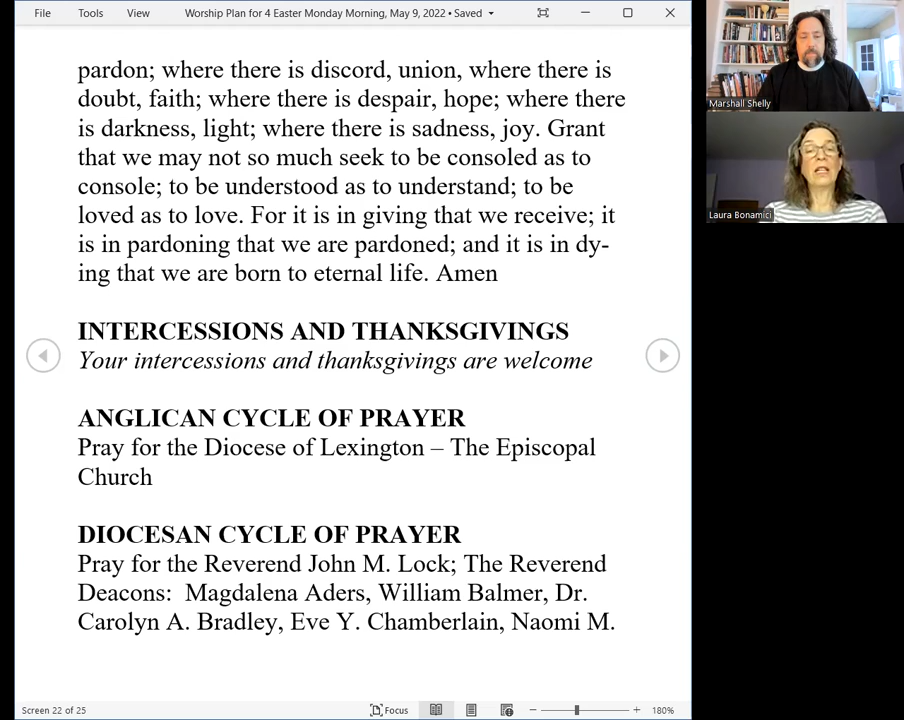 File Tools View Worship Plan for 4 Easter Monday Morning, May 9, 2022 • Saved
pardon; where there is discord, union, where there is
doubt, faith; where there is despair, hope; where there
is darkness, light; where there is sadness, joy. Grant
that we may not so much seek to be consoled as to
console; to be understood as to understand; to be
loved as to love. For it is in giving that we receive; it
is in pardoning that we are pardoned; and it is in dy-
ing that we are born to eternal life. Amen
INTERCESSIONS AND THANKSGIVINGS
Your intercessions and thanksgivings are welcome
ANGLICAN CYCLE OF PRAYER
Pray for the Diocese of Lexington – The Episcopal
Church
DIOCESAN CYCLE OF PRAYER
Pray for the Reverend John M. Lock; The Reverend
Deacons:  Magdalena Aders, William Balmer, Dr.
Carolyn A. Bradley, Eve Y. Chamberlain, Naomi M.
Screen 22 of 25 Focus 180%
Marshall Shelly
Laura Bonamici